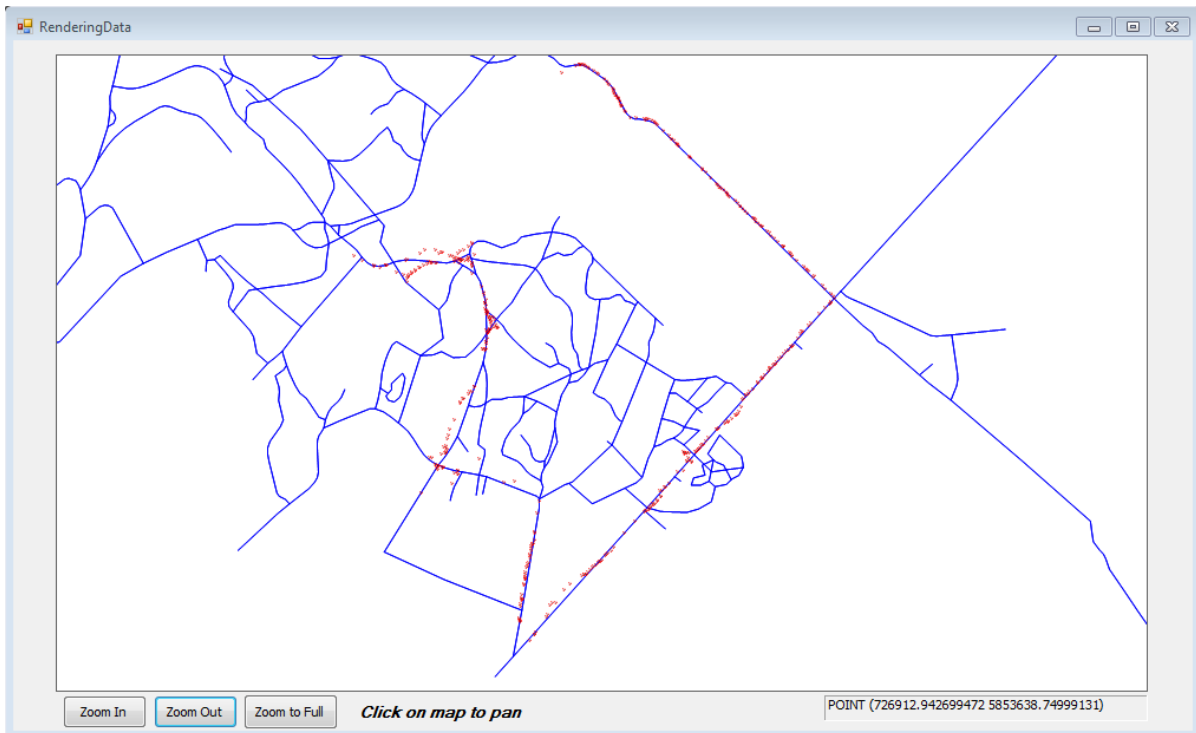 RenderingData
Zoom In
Zoom Out
Zoom to Full
Click on map to pan
POINT (726912.942699472 5853638.74999131)